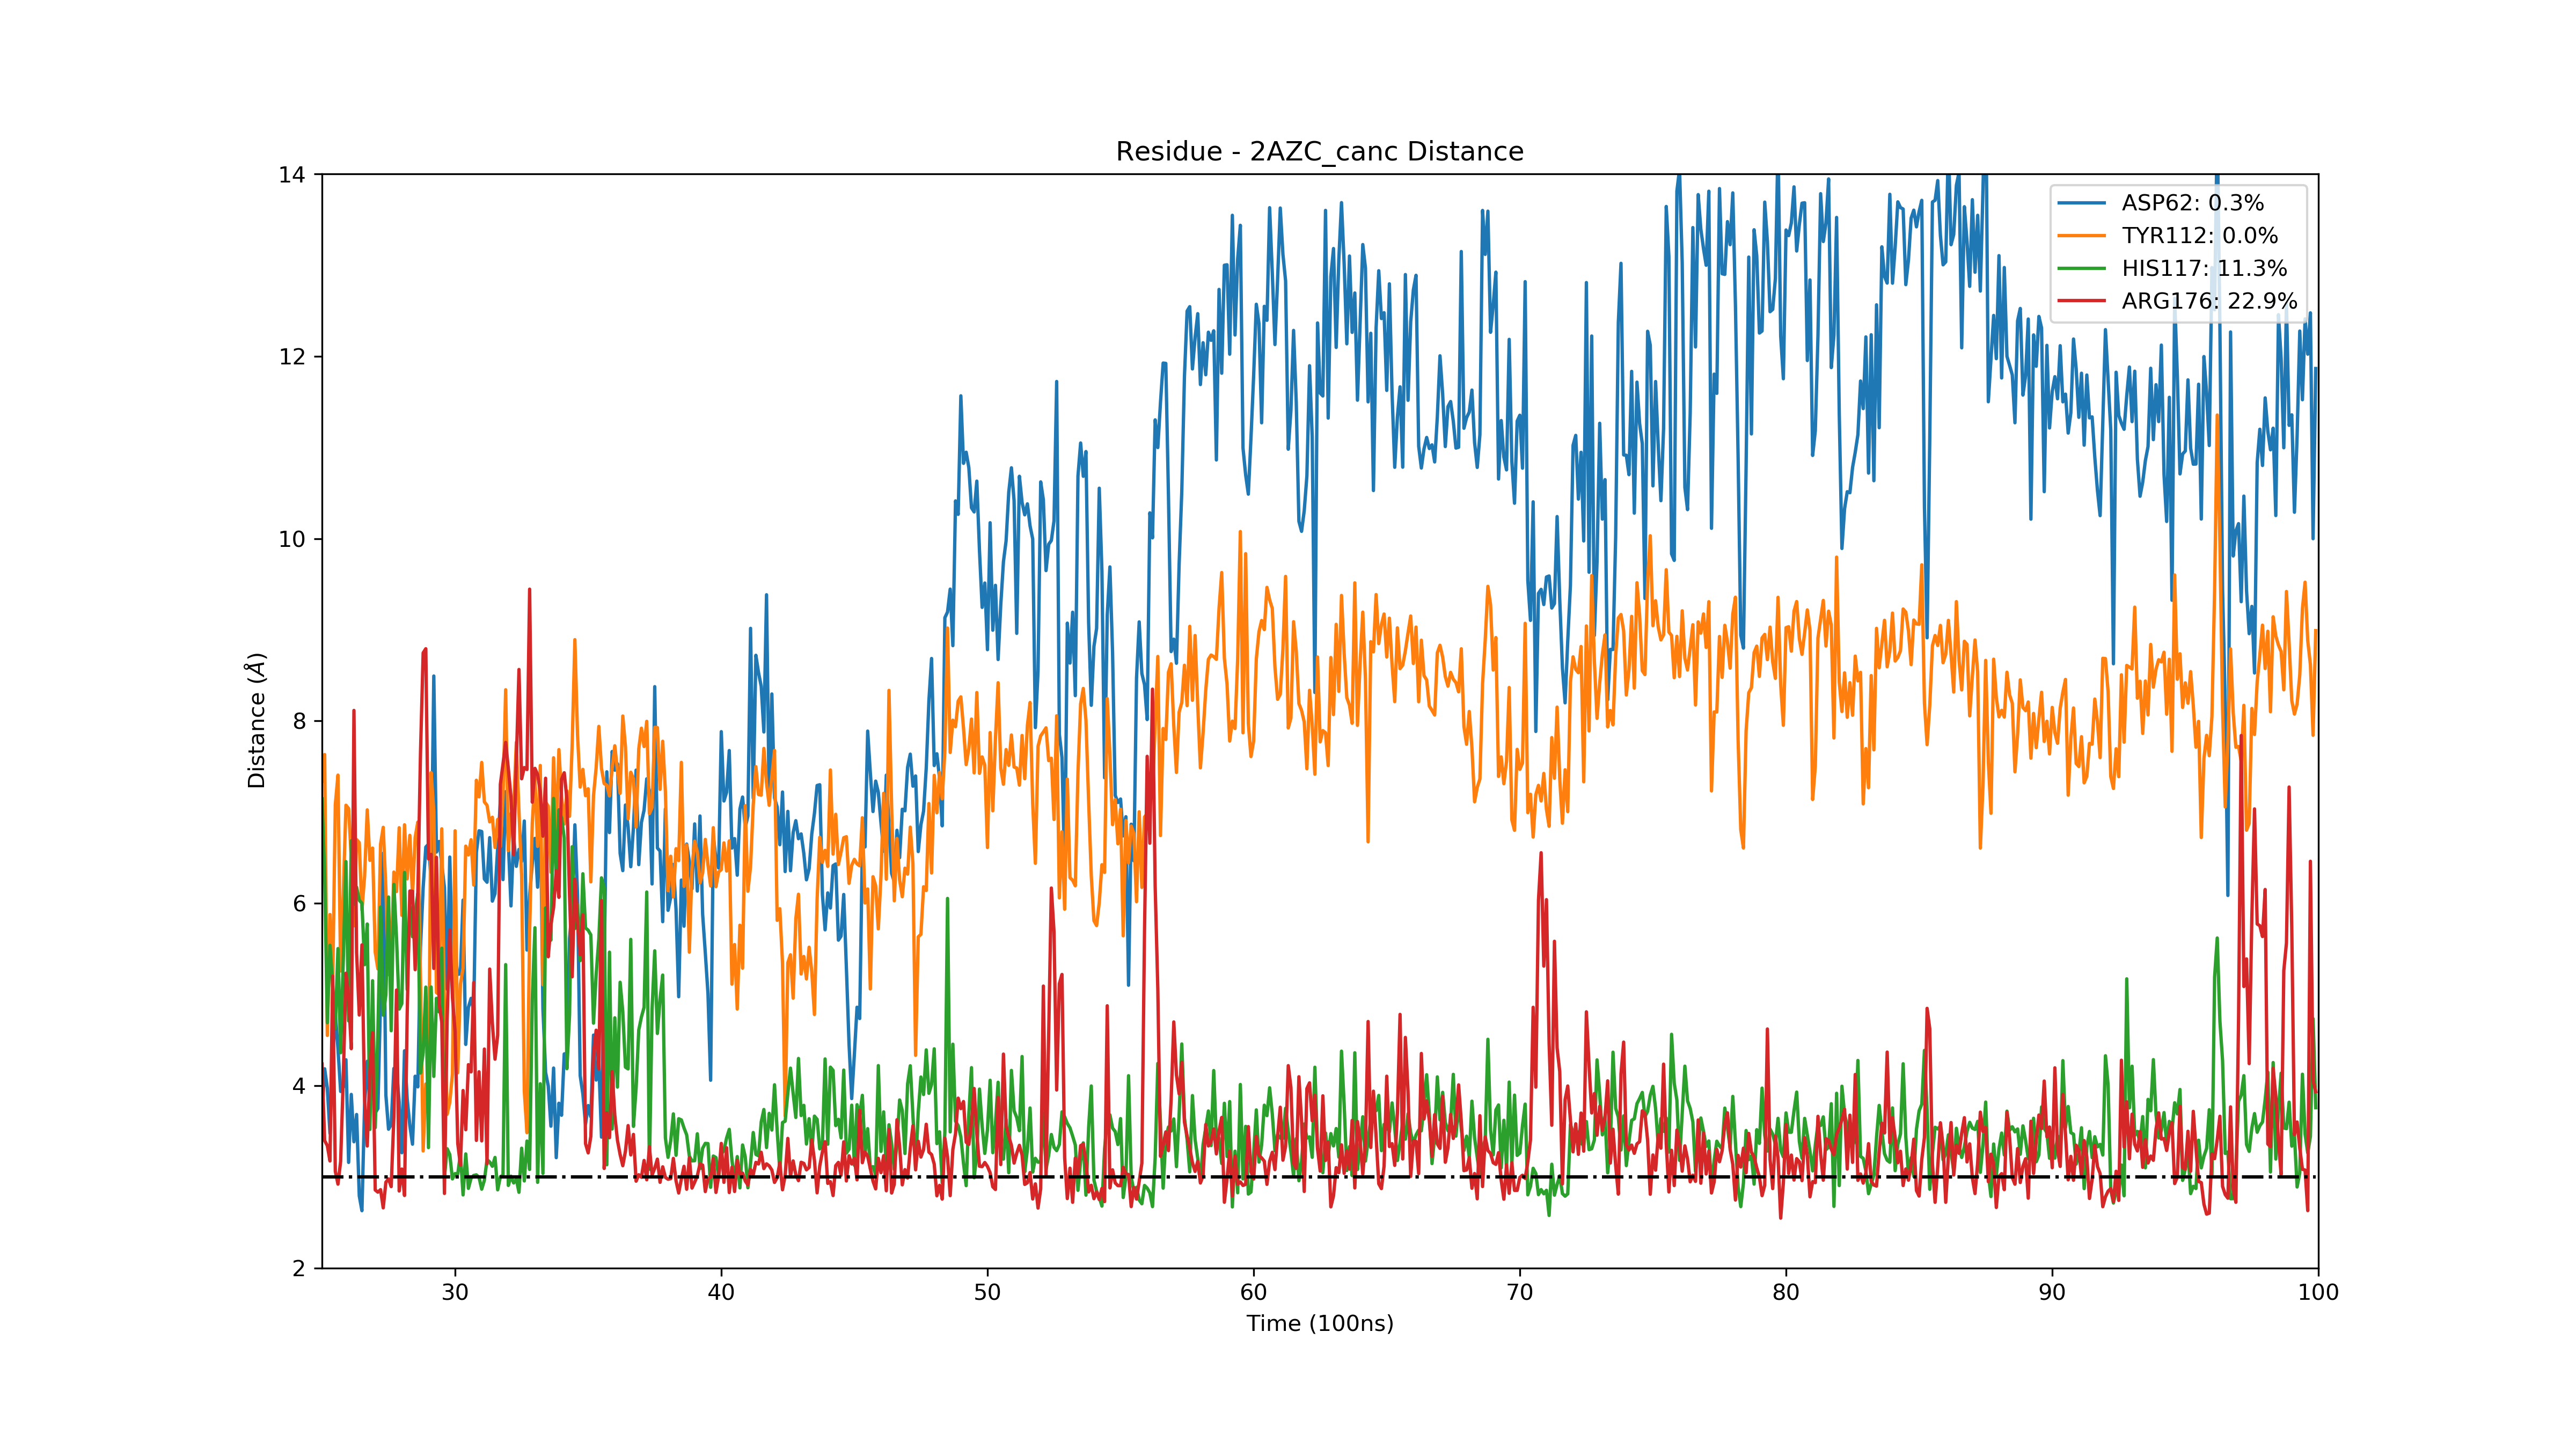 Residue - 2AZC_canc Distance
14
12
10
8
6
4
2
Distance (Å)
ASP62: 0.3%
TYR112: 0.0%
HIS117: 11.3%
ARG176: 22.9%
30 40 50 60 70 80 90 100
Time (100ns)